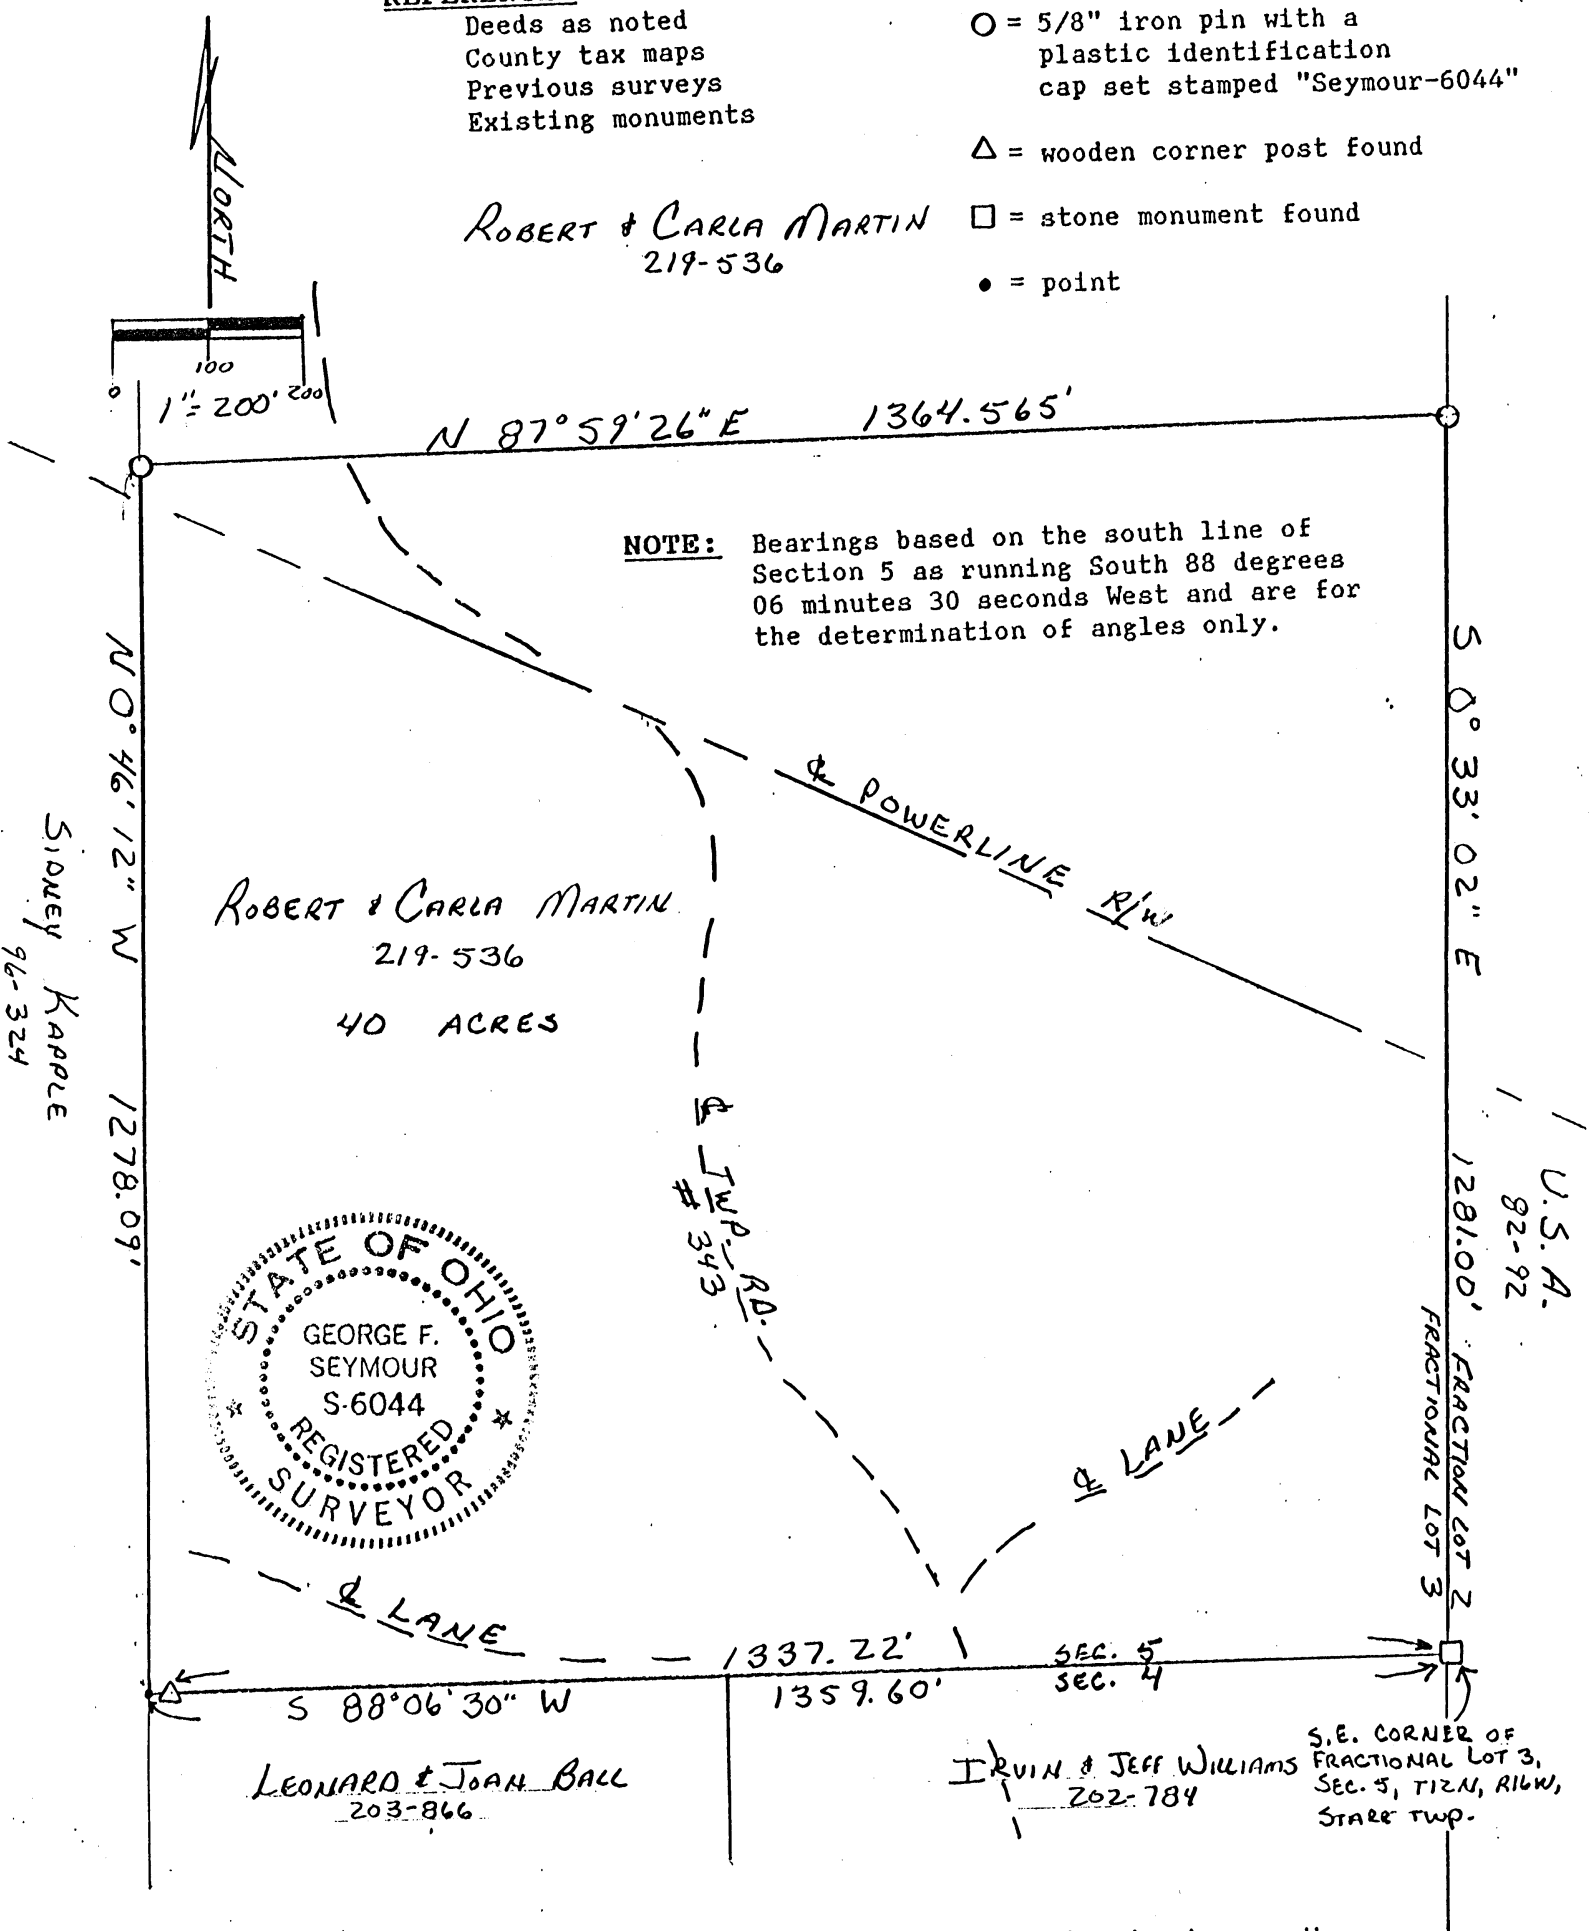 Deeds as noted
County tax maps
Previous surveys
Existing monuments
O = 5/8" iron pin with a
plastic identification
cap set stamped "Seymour-6044"
△ = wooden corner post found
□ = stone monument found
● = point
NORTH
0 100 200
1" = 200'
ROBERT & CARLA MARTIN
219-536
N 87°59'26" E 1364.565'
NOTE: Bearings based on the south line of
Section 5 as running South 88 degrees
06 minutes 30 seconds West and are for
the determination of angles only.
N 0°46'12" W 1278.09'
SIDNEY KAPPLE
96-324
S 0°33'02" E 1281.00'
U.S.A.
82-92
FRACTION LOT 2
FRACTIONAL LOT 3
℄ POWERLINE R/W
ROBERT & CARLA MARTIN
219-536
40 ACRES
℄ TWP. RD.
# 343
STATE OF OHIO
GEORGE F.
SEYMOUR
S-6044
REGISTERED
SURVEYOR
℄ LANE
℄ LANE
1337.22'
SEC. 5
S 88°06'30" W
1359.60'
SEC. 4
LEONARD & JOAN BALL
203-866
IRVIN & JEFF WILLIAMS
202-784
S.E. CORNER OF
FRACTIONAL LOT 3,
SEC. 5, T12N, R16W,
STARR TWP.